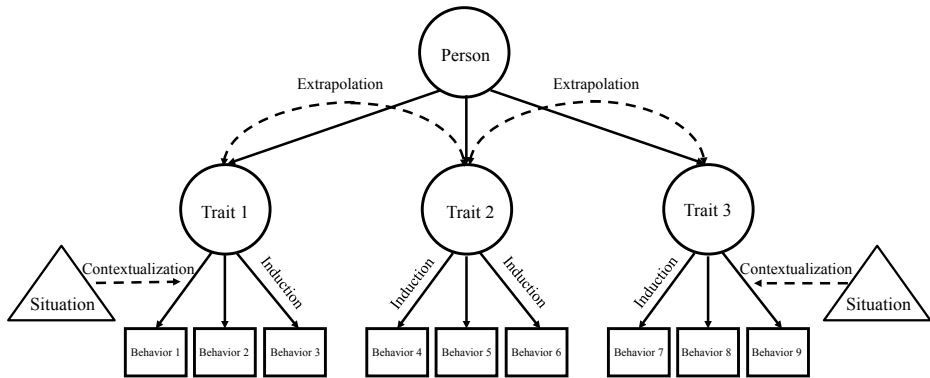 Person
Extrapolation
Extrapolation
Trait 1
Trait 2
Trait 3
Contextualization
Induction
Induction
Induction
Induction
Contextualization
Situation
Situation
Behavior 1
Behavior 2
Behavior 3
Behavior 4
Behavior 5
Behavior 6
Behavior 7
Behavior 8
Behavior 9